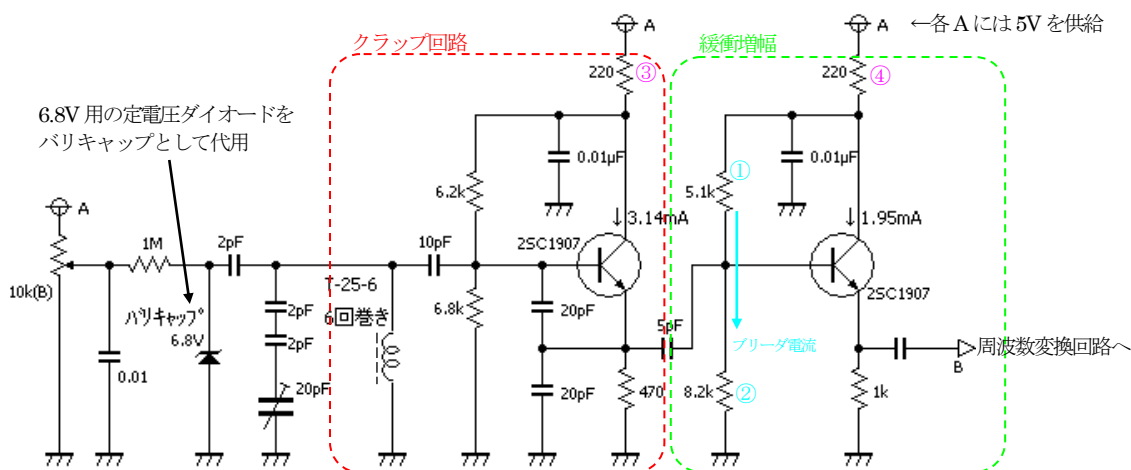 A
A
←各 A には 5V を供給
クラップ回路
緩衝増幅
220
③
220
④
6.8V 用の定電圧ダイオードを
バリキャップとして代用
0.01μF
0.01μF
①
6.2k
5.1k
A
↓3.14mA
↓1.95mA
1M
2pF
10pF
2SC1907
2SC1907
10k(B)
T-25-6
バリキャップ
2pF
6回巻き
6.8k
20pF
5pF
6.8V
2pF
ブリーダ電流
周波数変換回路へ
B
0.01
20pF
20pF
470
8.2k
②
1k